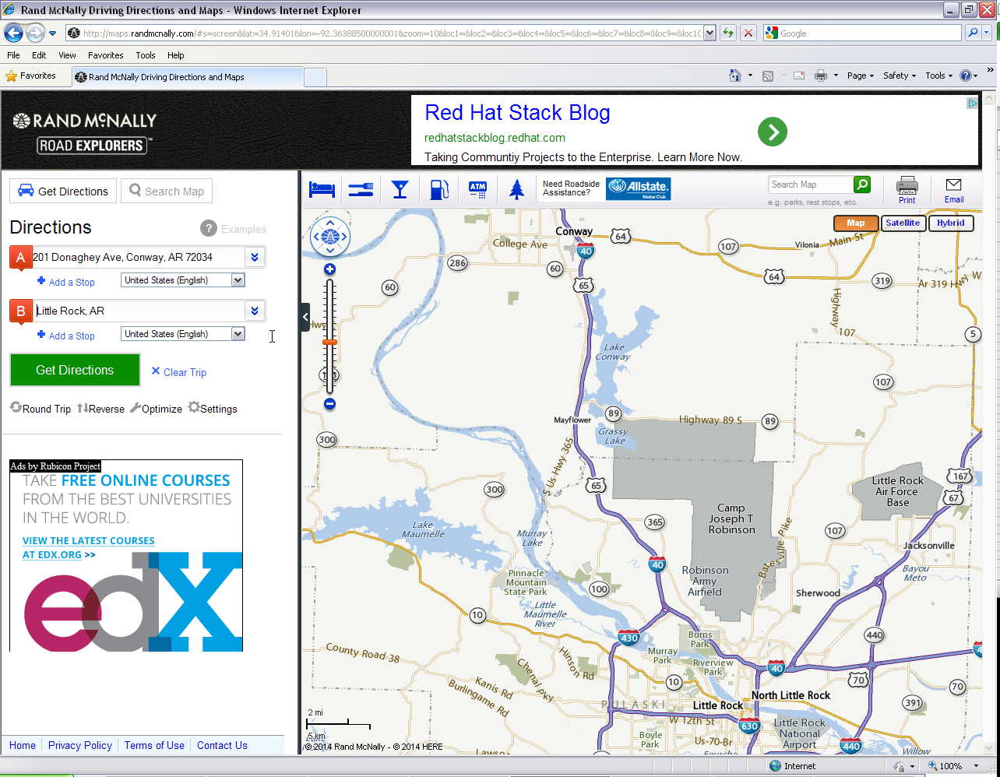 Rand McNally Driving Directions and Maps - Windows Internet Explorer
http://maps.randmcnally.com/#s=screen&lat=34.91401&lon=-92.36388500000001&zoom=10&loc1=&loc2=&loc3=&loc4=&loc5=&loc6=&loc7=&loc8=&loc9=&loc10
Google
File Edit View Favorites Tools Help
Favorites
Rand McNally Driving Directions and Maps
Page Safety Tools
RAND McNALLY
ROAD EXPLORERS™
Red Hat Stack Blog
redhatstackblog.redhat.com
Taking Communtiy Projects to the Enterprise. Learn More Now.
Get Directions
Search Map
Directions
? Examples
A 201 Donaghey Ave, Conway, AR 72034
Add a Stop
United States (English)
B Little Rock, AR
Add a Stop
United States (English)
Get Directions
Clear Trip
Round Trip Reverse Optimize Settings
Ads by Rubicon Project
TAKE FREE ONLINE COURSES
FROM THE BEST UNIVERSITIES
IN THE WORLD.
VIEW THE LATEST COURSES
AT EDX.ORG >>
edX
Home Privacy Policy Terms of Use Contact Us
ATM
Need Roadside
Assistance?
Allstate.
Motor Club
Search Map
e.g. parks, rest stops, etc.
Print
Email
Map Satellite Hybrid
Conway
64
College Ave
40
107
Vilonia
Main St
286
60
64
319
Ar 319 Hwy W
65
60
Highway
107
5
Lake
Conway
107
89
Mayflower
Highway 89 S
89
Grassy
Lake
300
S Us Hwy 365
65
300
Little Rock
Air Force
Base
167
67
Camp
Joseph T
Robinson
365
Lake
Maumelle
Murray
Lake
107
Bates-ville Pike
Jacksonville
40
Robinson
Army
Airfield
Bayou
Meto
Pinnacle
Mountain
State Park
100
Sherwood
Little
Maumelle
River
10
430
Burns
Park
440
County Road 38
Murray
Park
Riverview
Park
40
Hinson Rd
Chenal pky
70
Kanis Rd
10
70
Burlingame Rd
PULASKI
Little Rock
North Little Rock
391
2 mi
W 12th St
630
5 km
Us-70-Br
Little Rock
National
Airport
Boyle
Park
440
Willow
© 2014 Rand McNally - © 2014 HERE
Internet
100%